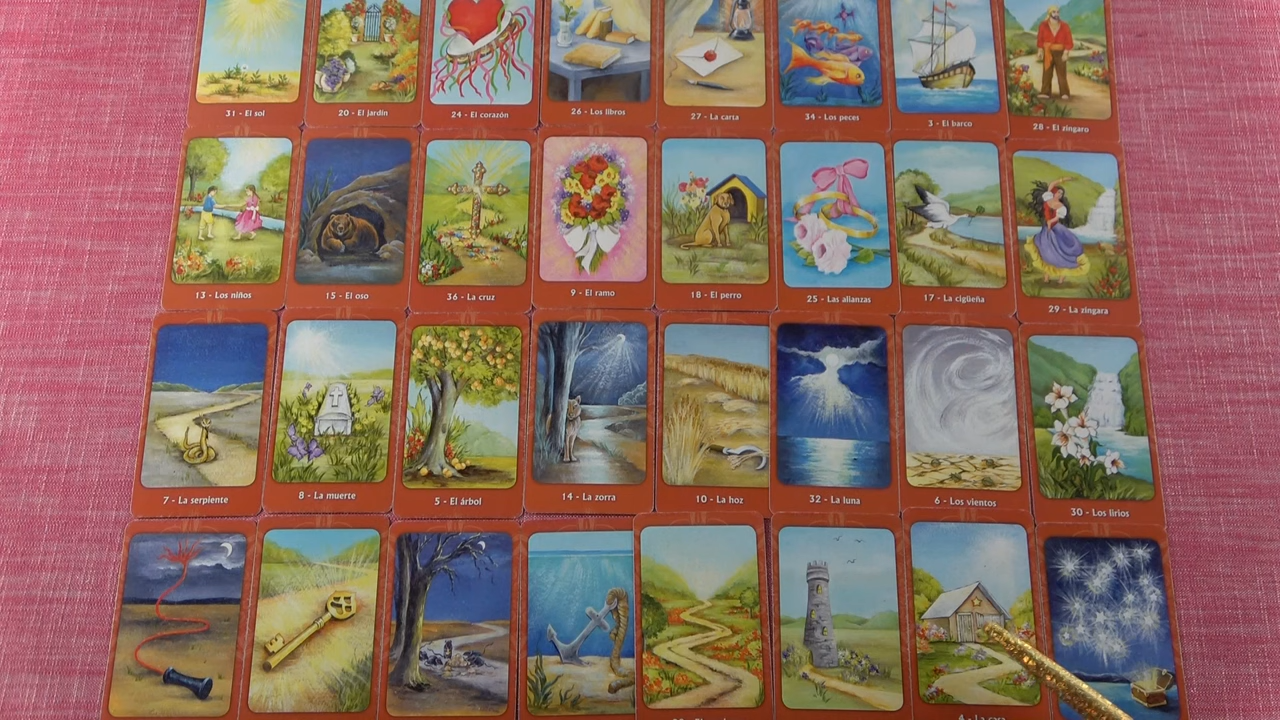 31 - El sol
20 - El jardín
24 - El corazón
26 - Los libros
27 - La carta
34 - Los peces
3 - El barco
28 - El zíngaro
13 - Los niños
15 - El oso
36 - La cruz
9 - El ramo
18 - El perro
25 - Las alianzas
17 - La cigüeña
29 - La zíngara
7 - La serpiente
8 - La muerte
5 - El árbol
14 - La zorra
10 - La hoz
32 - La luna
6 - Los vientos
30 - Los lirios
4 - La casa